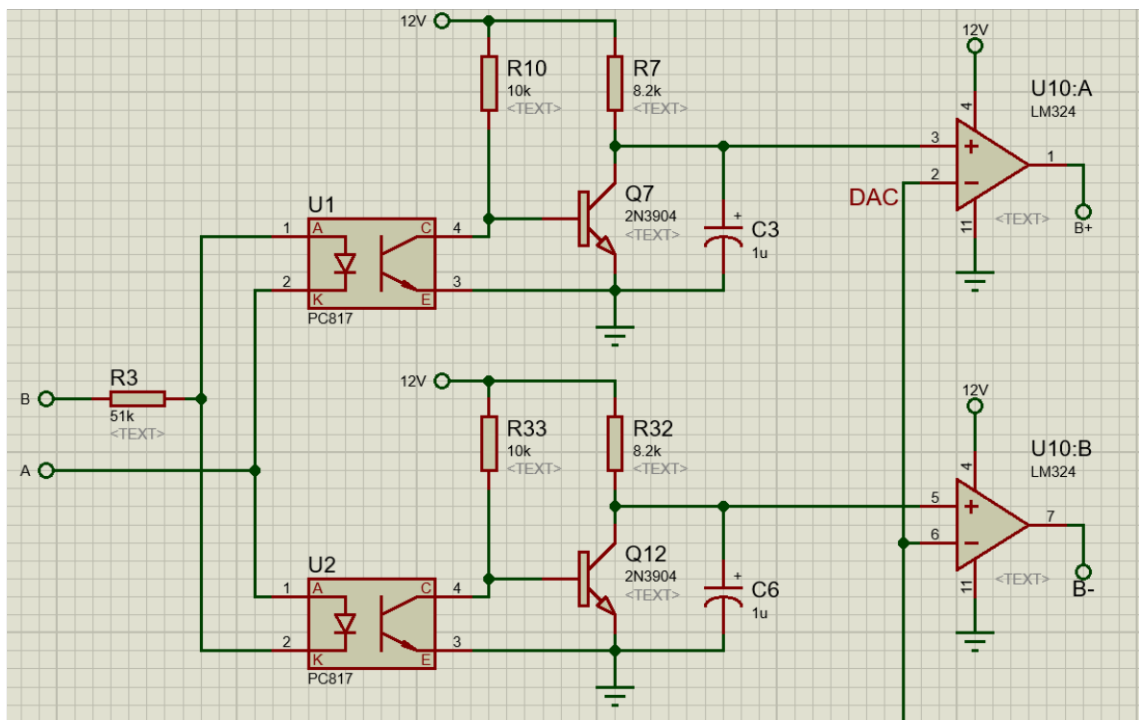 12V
R10
10k
<TEXT>
R7
8.2k
<TEXT>
12V
4
U10:A
LM324
3
+
1
2
−
DAC
11
<TEXT>
B+
U1
1
A
C
4
2
K
E
3
PC817
Q7
2N3904
<TEXT>
+
C3
1u
R3
B
51k
<TEXT>
A
12V
R33
10k
<TEXT>
R32
8.2k
<TEXT>
12V
4
U10:B
LM324
5
+
7
6
−
11
<TEXT>
B-
U2
1
A
C
4
2
K
E
3
PC817
Q12
2N3904
<TEXT>
+
C6
1u